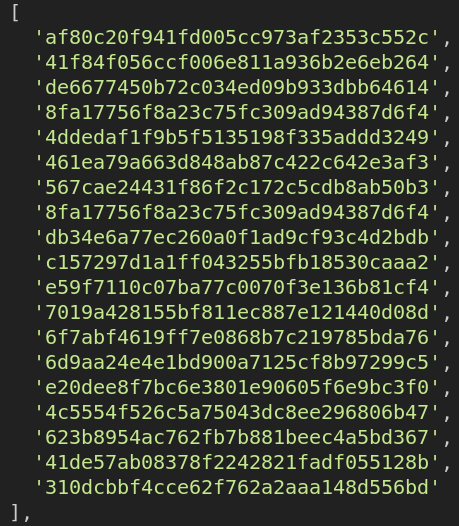 [
'af80c20f941fd005cc973af2353c552c',
'41f84f056ccf006e811a936b2e6eb264',
'de6677450b72c034ed09b933dbb64614',
'8fa17756f8a23c75fc309ad94387d6f4',
'4ddedaf1f9b5f5135198f335addd3249',
'461ea79a663d848ab87c422c642e3af3',
'567cae24431f86f2c172c5cdb8ab50b3',
'8fa17756f8a23c75fc309ad94387d6f4',
'db34e6a77ec260a0f1ad9cf93c4d2bdb',
'c157297d1a1ff043255bfb18530caaa2',
'e59f7110c07ba77c0070f3e136b81cf4',
'7019a428155bf811ec887e121440d08d',
'6f7abf4619ff7e0868b7c219785bda76',
'6d9aa24e4e1bd900a7125cf8b97299c5',
'e20dee8f7bc6e3801e90605f6e9bc3f0',
'4c5554f526c5a75043dc8ee296806b47',
'623b8954ac762fb7b881beec4a5bd367',
'41de57ab08378f2242821fadf055128b',
'310dcbbf4cce62f762a2aaa148d556bd'
],